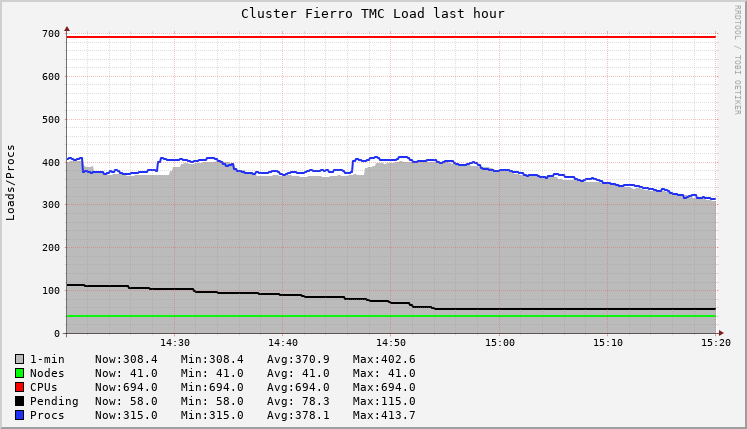 Cluster Fierro TMC Load last hour
RRDTOOL / TOBI OETIKER
Loads/Procs
700
600
500
400
300
200
100
0
14:30 14:40 14:50 15:00 15:10 15:20
1-min Now:308.4 Min:308.4 Avg:370.9 Max:402.6
Nodes Now: 41.0 Min: 41.0 Avg: 41.0 Max: 41.0
CPUs Now:694.0 Min:694.0 Avg:694.0 Max:694.0
Pending Now: 58.0 Min: 58.0 Avg: 78.3 Max:115.0
Procs Now:315.0 Min:315.0 Avg:378.1 Max:413.7